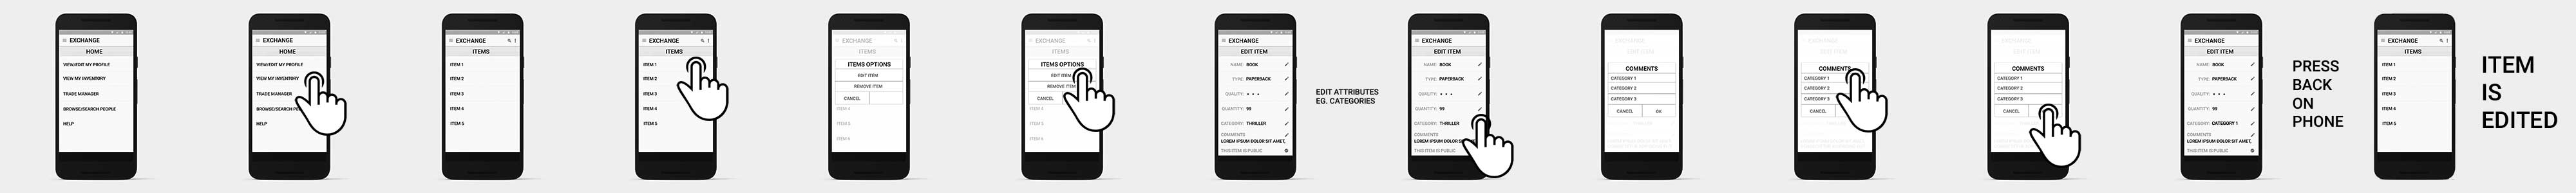 EXCHANGE
HOME
VIEW/EDIT MY PROFILE
VIEW MY INVENTORY
TRADE MANAGER
BROWSE/SEARCH PEOPLE
HELP
EXCHANGE
HOME
VIEW/EDIT MY PROFILE
VIEW MY INVENTORY
TRADE MANAGER
BROWSE/SEARCH PE
HELP
EXCHANGE
ITEMS
ITEM 1
ITEM 2
ITEM 3
ITEM 4
ITEM 5
EXCHANGE
ITEMS
ITEM 1
ITEM 2
ITEM 3
ITEM 4
ITEM 5
EXCHANGE
ITEMS
ITEMS OPTIONS
EDIT ITEM
REMOVE ITEM
CANCEL
ITEM 4
ITEM 5
EXCHANGE
ITEMS
ITEMS OPTIONS
EDIT ITEM
REMOVE ITEM
CANCEL
ITEM 4
ITEM 5
EXCHANGE
EDIT ITEM
NAME: BOOK
TYPE: PAPERBACK
QUALITY: • • •
QUANTITY: 99
CATEGORY: THRILLER
COMMENTS
LOREM IPSUM DOLOR SIT AMET,
THIS ITEM IS PUBLIC
EDIT ATTRIBUTES
EG. CATEGORIES
EXCHANGE
EDIT ITEM
NAME: BOOK
TYPE: PAPERBACK
QUALITY: • • •
QUANTITY: 99
CATEGORY: THRILLER
COMMENTS
LOREM IPSUM DOLOR S
THIS ITEM IS PUBLIC
EDIT ITEM
COMMENTS
CATEGORY 1
CATEGORY 2
CATEGORY 3
CANCEL OK
EDIT ITEM
COMMENTS
CATEGORY 1
CATEGORY 2
CATEGORY 3
CANCEL
EDIT ITEM
COMMENTS
CATEGORY 1
CATEGORY 2
CATEGORY 3
CANCEL
EXCHANGE
EDIT ITEM
NAME: BOOK
TYPE: PAPERBACK
QUALITY: • • •
QUANTITY: 99
CATEGORY: CATEGORY 1
COMMENTS
LOREM IPSUM DOLOR SIT AMET,
THIS ITEM IS PUBLIC
PRESS
BACK
ON
PHONE
EXCHANGE
ITEMS
ITEM 1
ITEM 2
ITEM 3
ITEM 4
ITEM 5
ITEM
IS
EDITED